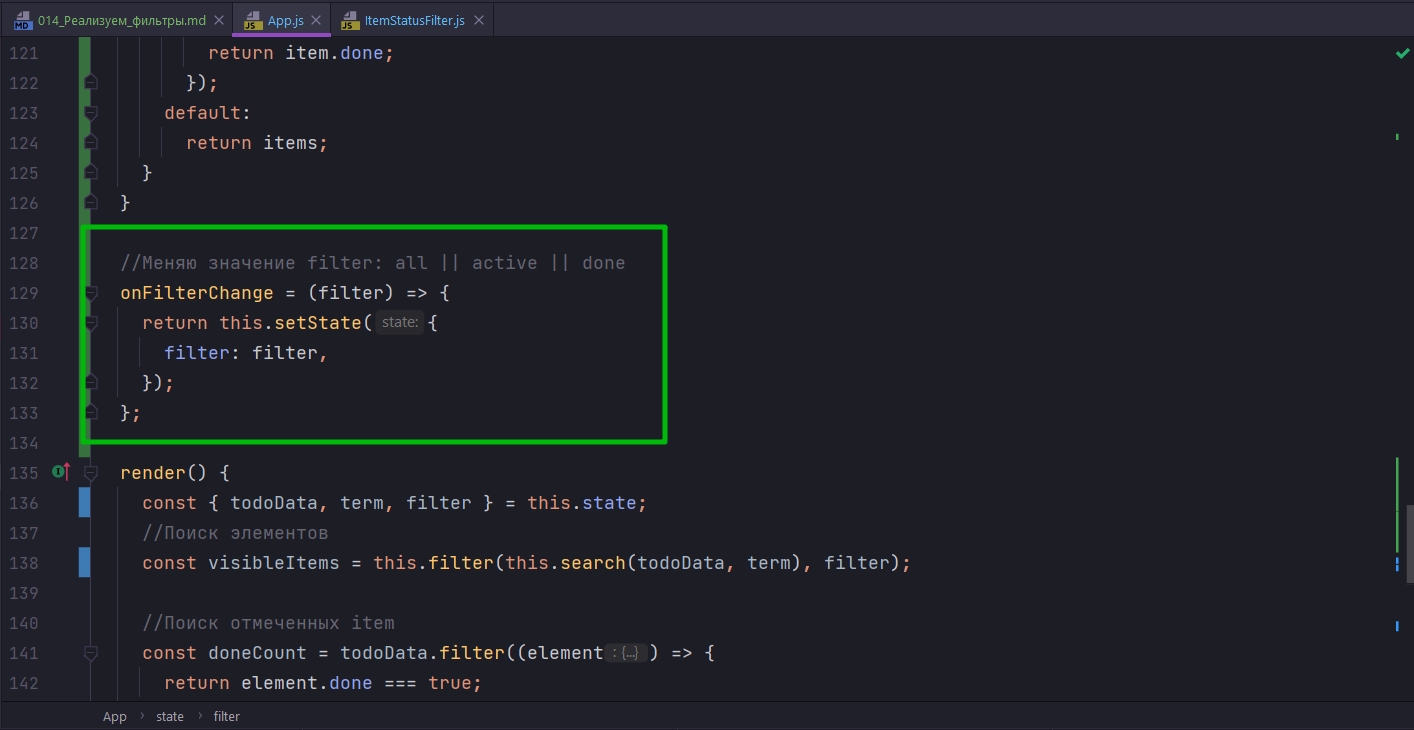 014_Реализуем_фильтры.md App.js ItemStatusFilter.js
121 return item.done;
122 });
123 default:
124 return items;
125 }
126 }
127
128 //Меняю значение filter: all || active || done
129 onFilterChange = (filter) => {
130 return this.setState( state: {
131 filter: filter,
132 });
133 };
134
135 render() {
136 const { todoData, term, filter } = this.state;
137 //Поиск элементов
138 const visibleItems = this.filter(this.search(todoData, term), filter);
139
140 //Поиск отмеченных item
141 const doneCount = todoData.filter((element : {...} ) => {
142 return element.done === true;
App › state › filter